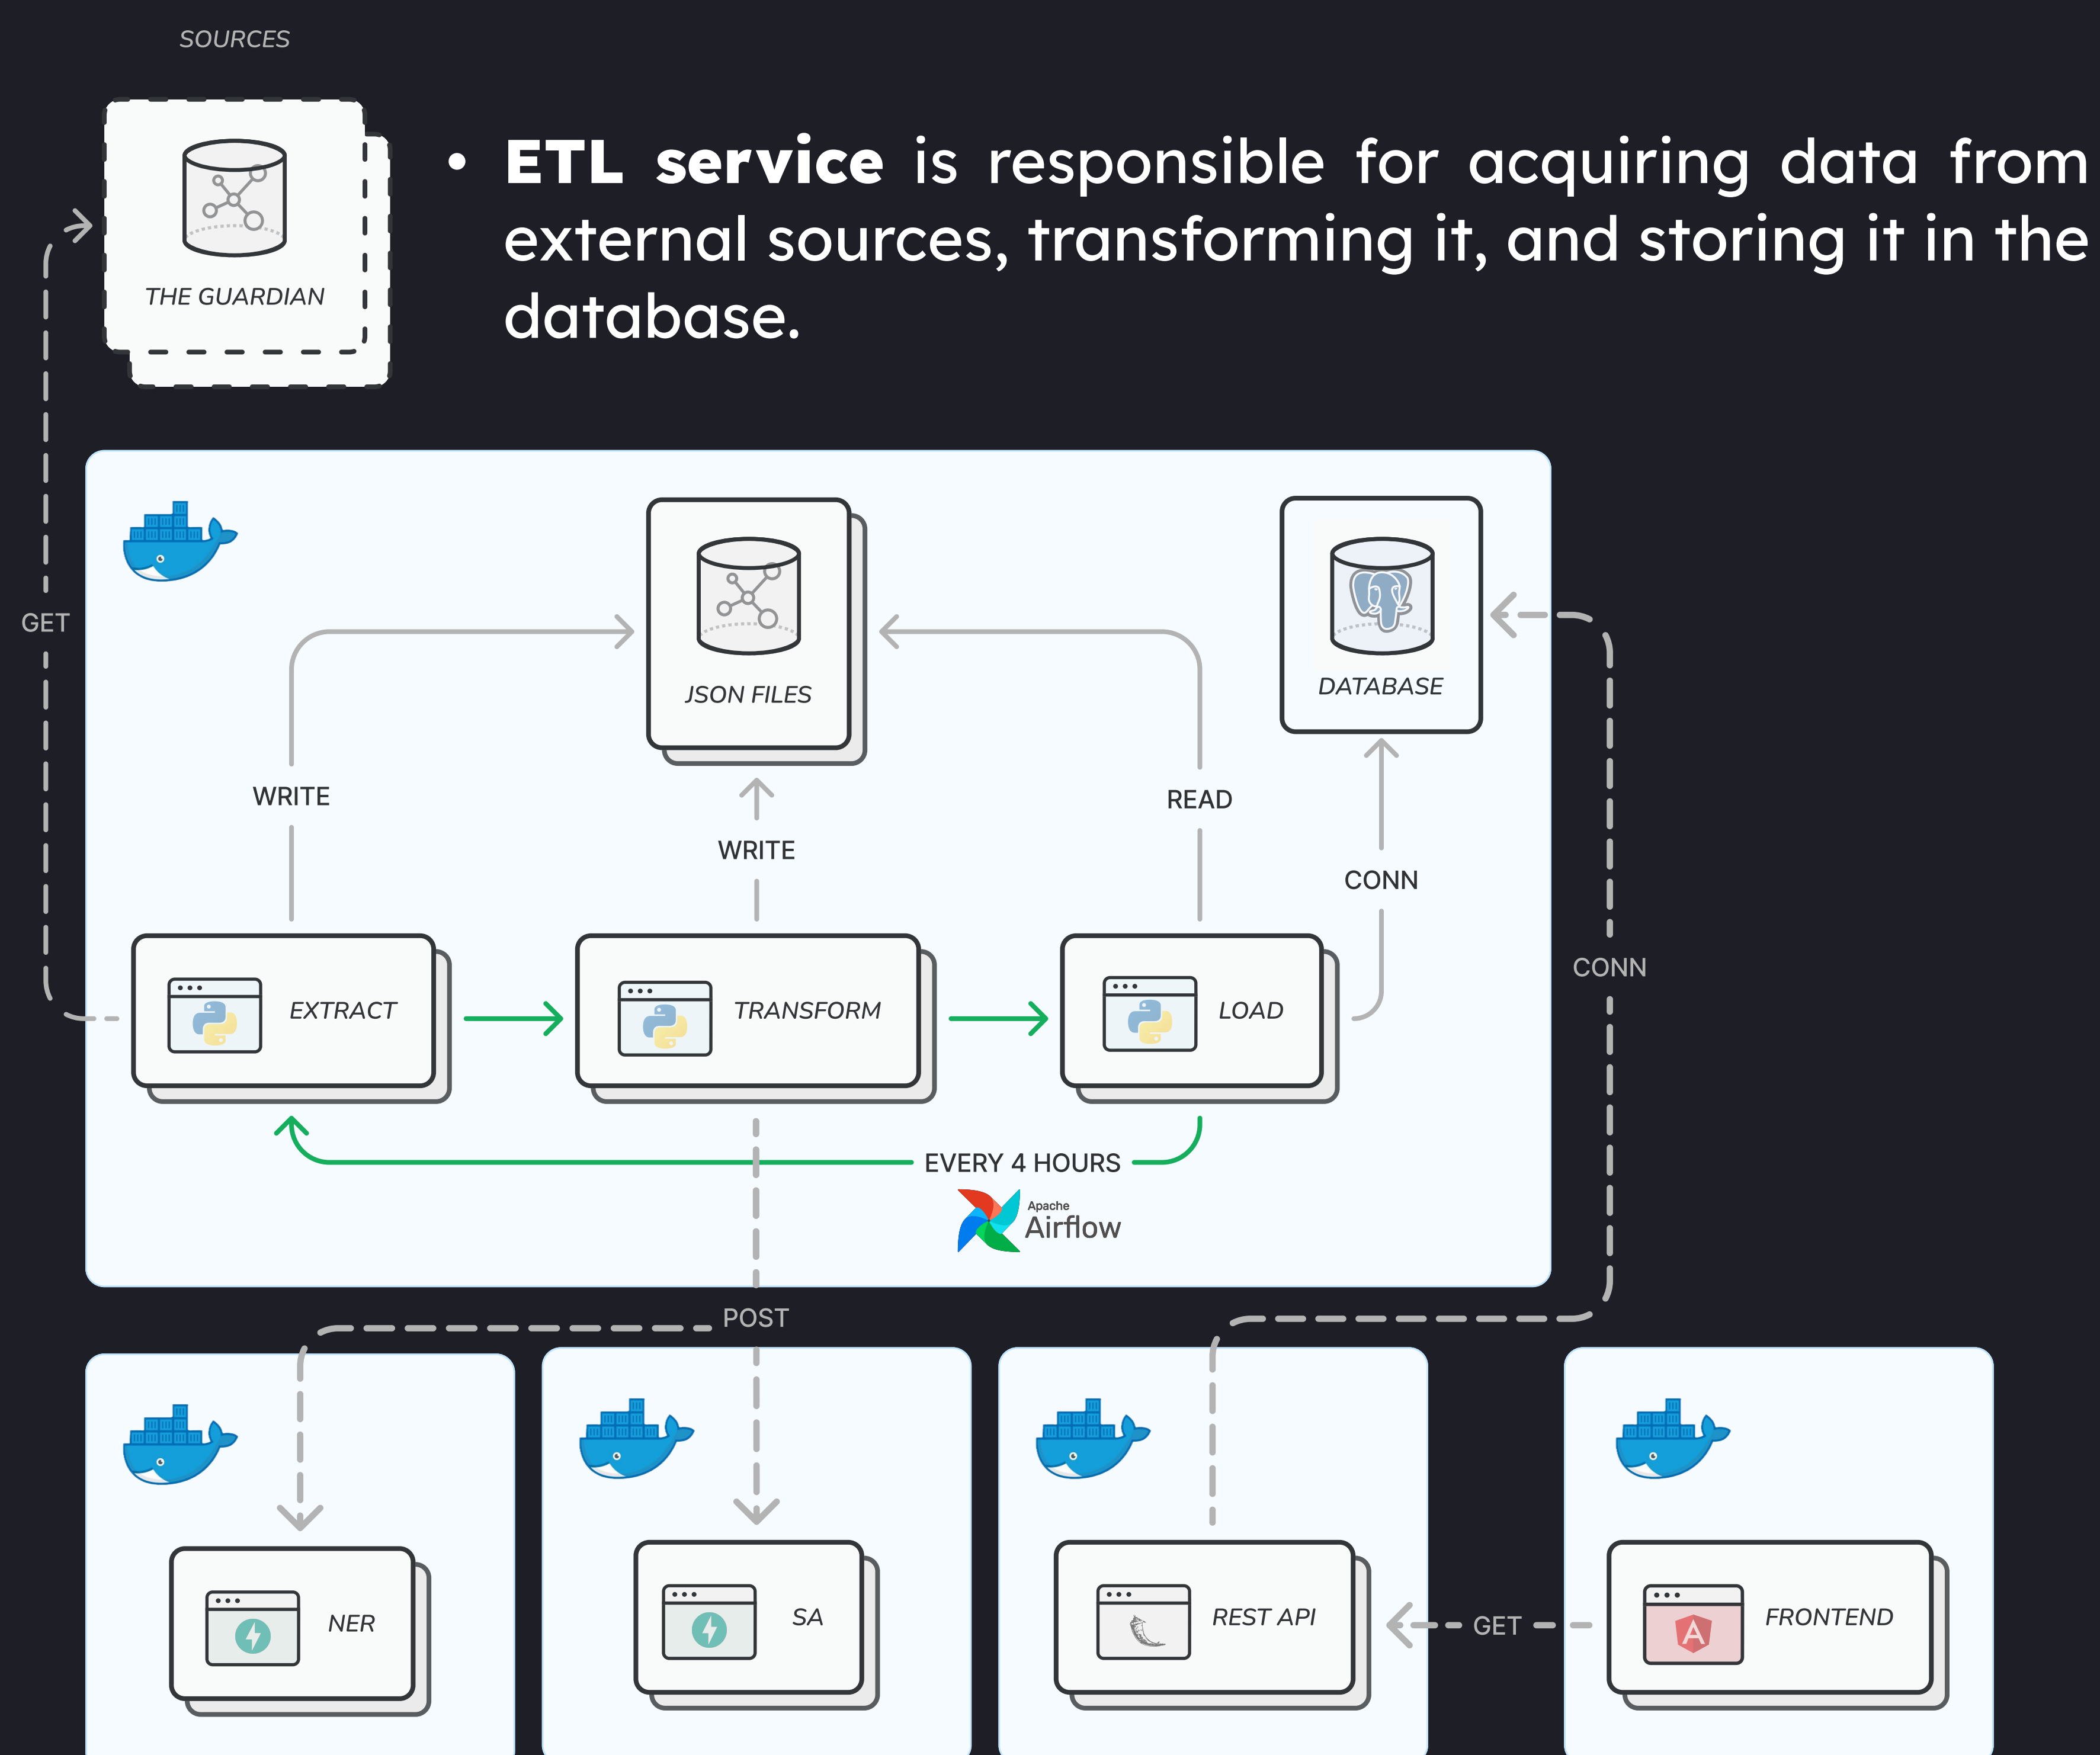 SOURCES
THE GUARDIAN
• ETL service is responsible for acquiring data from
external sources, transforming it, and storing it in the
database.
GET
JSON FILES
DATABASE
WRITE
WRITE
READ
CONN
CONN
EXTRACT
TRANSFORM
LOAD
EVERY 4 HOURS
Apache
Airflow
POST
NER
SA
REST API
GET
FRONTEND